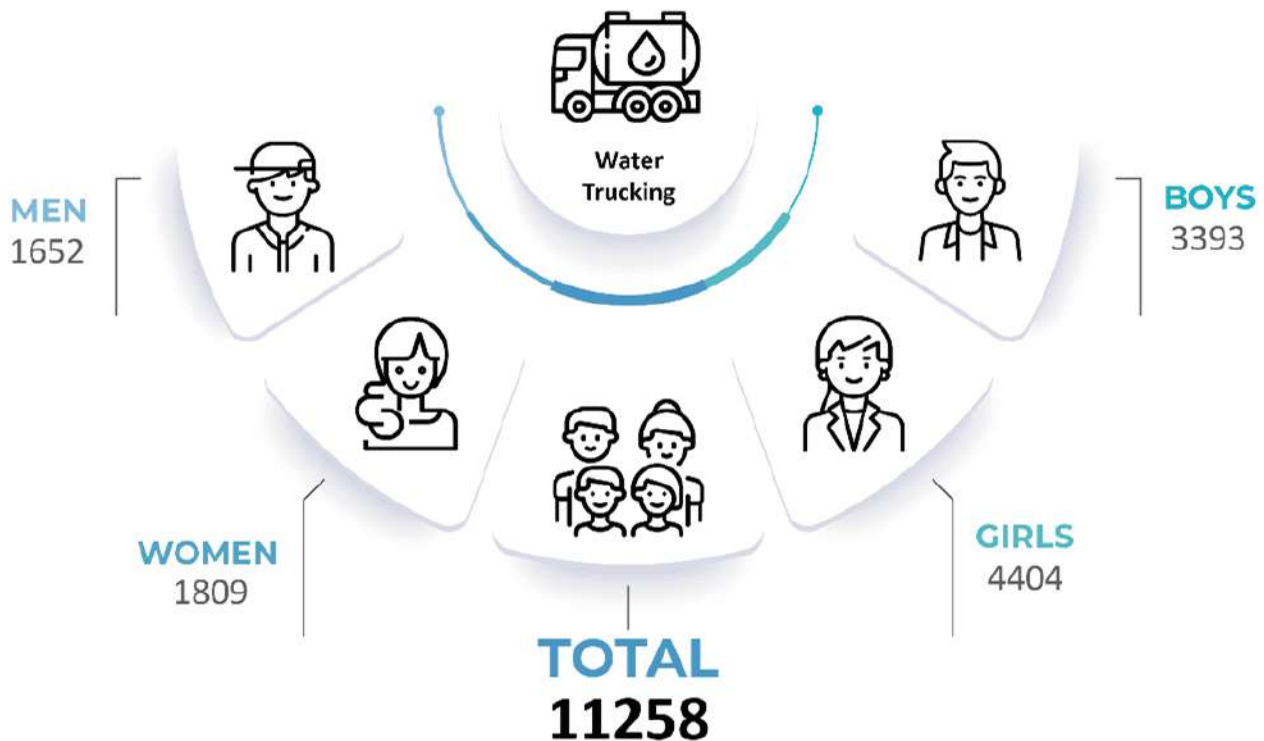 Water
Trucking
MEN
1652
BOYS
3393
WOMEN
1809
GIRLS
4404
TOTAL
11258